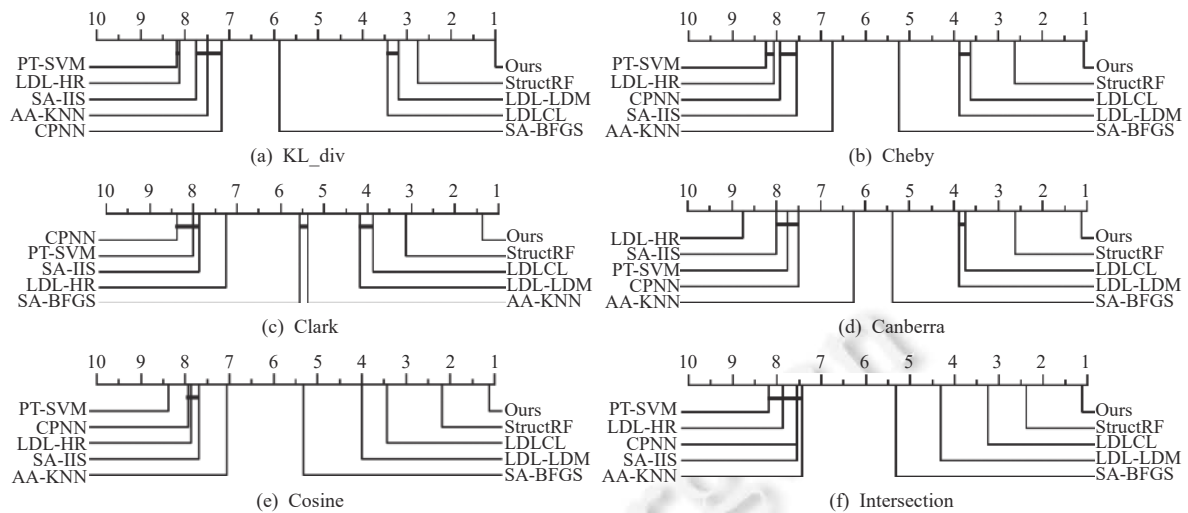 10 9 8 7 6 5 4 3 2 1
PT-SVM
LDL-HR
SA-IIS
AA-KNN
CPNN
Ours
StructRF
LDL-LDM
LDLCL
SA-BFGS
(a) KL_div
10 9 8 7 6 5 4 3 2 1
PT-SVM
LDL-HR
CPNN
SA-IIS
AA-KNN
Ours
StructRF
LDLCL
LDL-LDM
SA-BFGS
(b) Cheby
10 9 8 7 6 5 4 3 2 1
CPNN
PT-SVM
SA-IIS
LDL-HR
SA-BFGS
Ours
StructRF
LDLCL
LDL-LDM
AA-KNN
(c) Clark
10 9 8 7 6 5 4 3 2 1
LDL-HR
SA-IIS
PT-SVM
CPNN
AA-KNN
Ours
StructRF
LDLCL
LDL-LDM
SA-BFGS
(d) Canberra
10 9 8 7 6 5 4 3 2 1
PT-SVM
CPNN
LDL-HR
SA-IIS
AA-KNN
Ours
StructRF
LDLCL
LDL-LDM
SA-BFGS
(e) Cosine
10 9 8 7 6 5 4 3 2 1
PT-SVM
LDL-HR
CPNN
SA-IIS
AA-KNN
Ours
StructRF
LDLCL
LDL-LDM
SA-BFGS
(f) Intersection